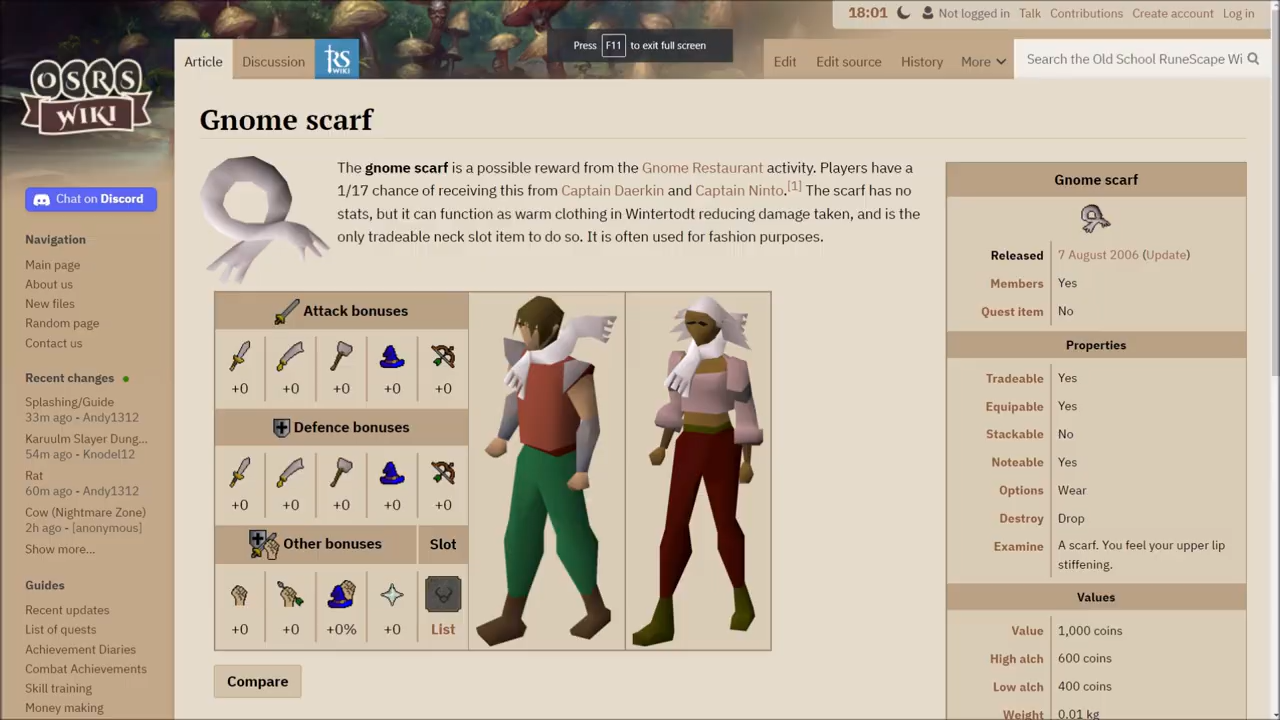 18:01
Not logged in Talk Contributions Create account Log in
Press F11 to exit full screen
OSRS
WIKI
Article Discussion RS WIKI Edit Edit source History More Search the Old School RuneScape Wi
Gnome scarf
The gnome scarf is a possible reward from the Gnome Restaurant activity. Players have a
1/17 chance of receiving this from Captain Daerkin and Captain Ninto.[1] The scarf has no
stats, but it can function as warm clothing in Wintertodt reducing damage taken, and is the
only tradeable neck slot item to do so. It is often used for fashion purposes.
Chat on Discord
Navigation
Main page
About us
New files
Random page
Contact us
Recent changes
Splashing/Guide
33m ago - Andy1312
Karuulm Slayer Dung...
54m ago - Knodel12
Rat
60m ago - Andy1312
Cow (Nightmare Zone)
2h ago - [anonymous]
Show more...
Guides
Recent updates
List of quests
Achievement Diaries
Combat Achievements
Skill training
Money making
Attack bonuses
+0 +0 +0 +0 +0
Defence bonuses
+0 +0 +0 +0 +0
Other bonuses Slot
+0 +0 +0% +0 List
Compare
Gnome scarf
Released 7 August 2006 (Update)
Members Yes
Quest item No
Properties
Tradeable Yes
Equipable Yes
Stackable No
Noteable Yes
Options Wear
Destroy Drop
Examine A scarf. You feel your upper lip
stiffening.
Values
Value 1,000 coins
High alch 600 coins
Low alch 400 coins
Weight 0.01 kg